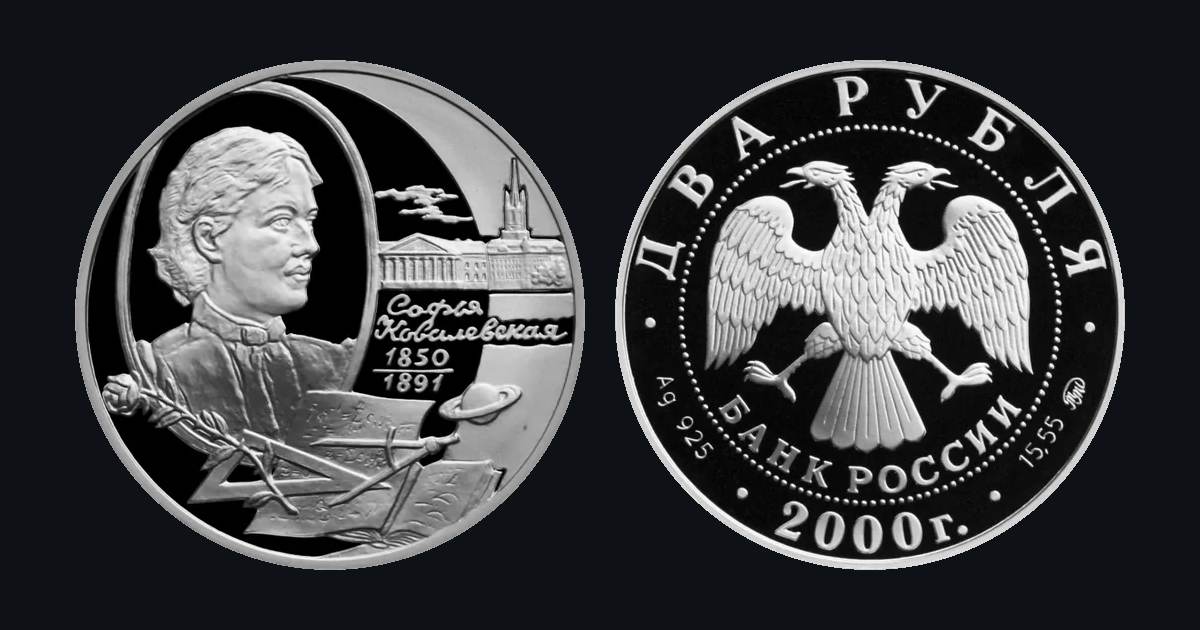 Софья
Ковалевская
1850
1891
ДВА РУБЛЯ
Ag 925
БАНК РОССИИ
15,55
2000г.